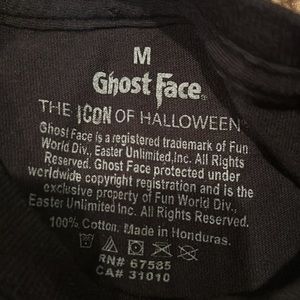 M
Ghost Face®
THE ICON OF HALLOWEEN®
Ghost Face is a registered trademark of Fun
World Div., Easter Unlimited,Inc. All Rights
Reserved. Ghost Face protected under
worldwide copyright registration and is the
exclusive property of Fun World Div.,
Easter Unlimited Inc. All Rights Reserved.
100% Cotton. Made in Honduras.
RN# 67585
CA# 31010